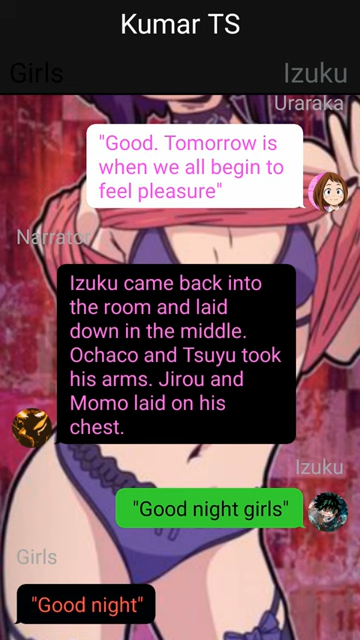 Kumar TS
Girls
Izuku
Uraraka
"Good. Tomorrow is
when we all begin to
feel pleasure"
Narrator
Izuku came back into
the room and laid
down in the middle.
Ochaco and Tsuyu took
his arms. Jirou and
Momo laid on his
chest.
Izuku
"Good night girls"
Girls
"Good night"